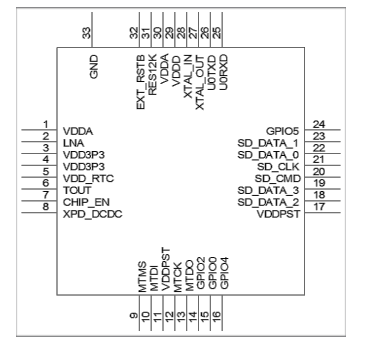 33
32
31
30
29
28
27
26
25
GND
EXT_RSTB
RES12K
VDDA
VDDD
XTAL_IN
XTAL_OUT
U0TXD
U0RXD
1 VDDA
2 LNA
3 VDD3P3
4 VDD3P3
5 VDD_RTC
6 TOUT
7 CHIP_EN
8 XPD_DCDC
GPIO5 24
SD_DATA_1 23
SD_DATA_0 22
SD_CLK 21
SD_CMD 20
SD_DATA_3 19
SD_DATA_2 18
VDDPST 17
MTMS
MTDI
VDDPST
MTCK
MTDO
GPIO2
GPIO0
GPIO4
9
10
11
12
13
14
15
16